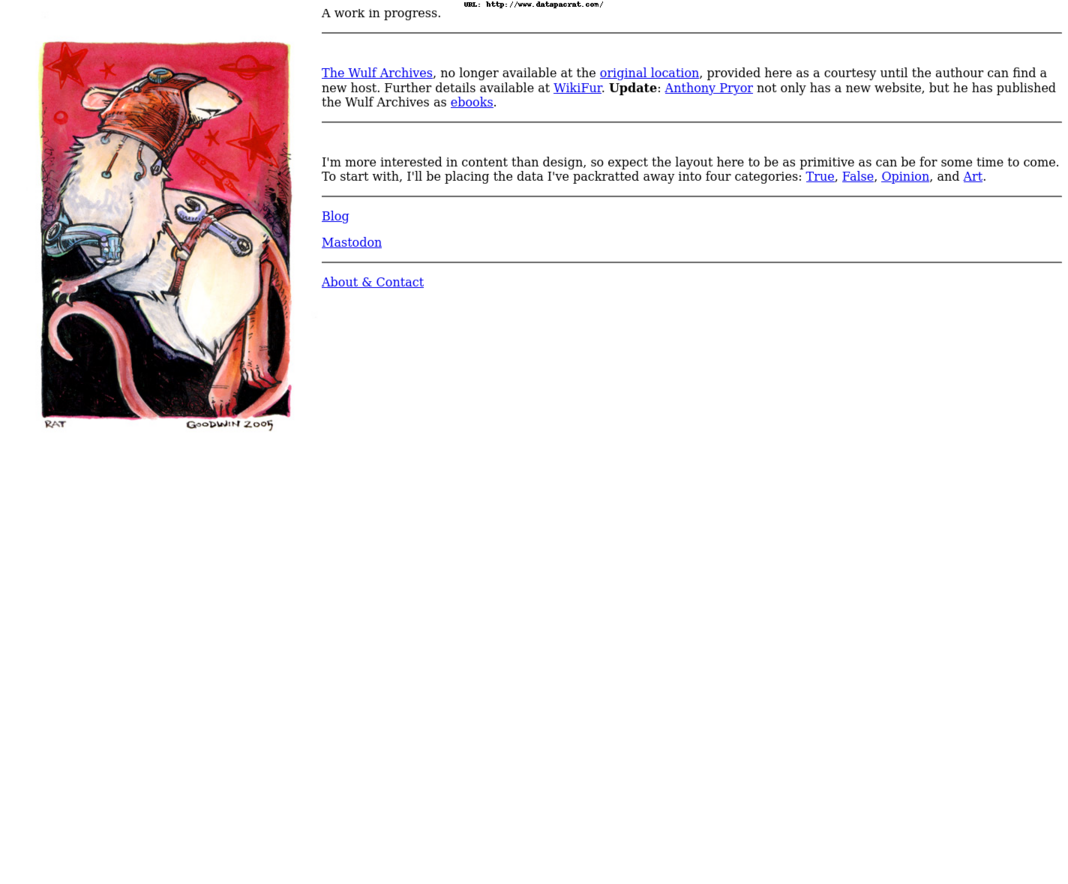 URL: http://www.datapacrat.com/
A work in progress.
The Wulf Archives, no longer available at the original location, provided here as a courtesy until the authour can find a
new host. Further details available at WikiFur. Update: Anthony Pryor not only has a new website, but he has published
the Wulf Archives as ebooks.
I'm more interested in content than design, so expect the layout here to be as primitive as can be for some time to come.
To start with, I'll be placing the data I've packratted away into four categories: True, False, Opinion, and Art.
Blog
Mastodon
About & Contact
RAT
GOODWIN 2005